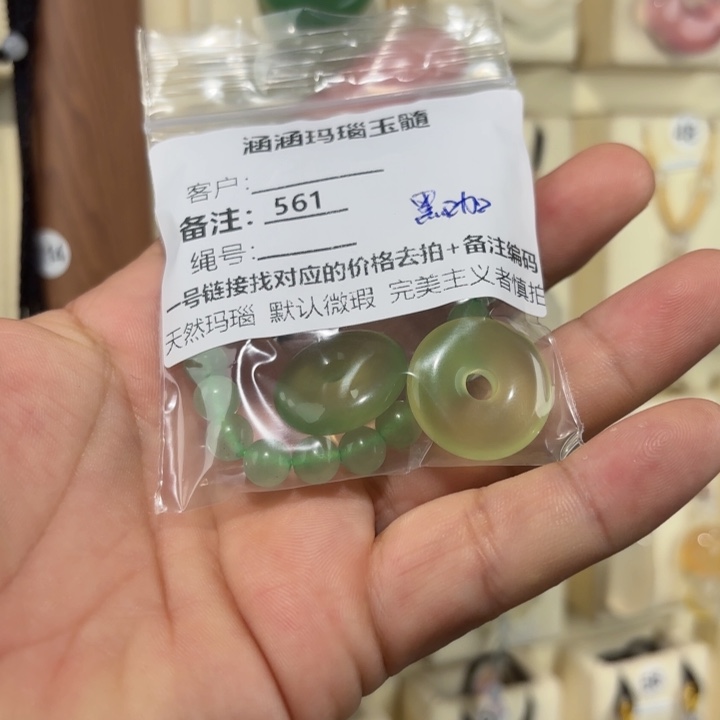 涵涵玛瑙玉髓
客户：
备注：561
绳号：
一号链接找对应的价格去拍+备注编码
天然玛瑙 默认微瑕 完美主义者慎拍